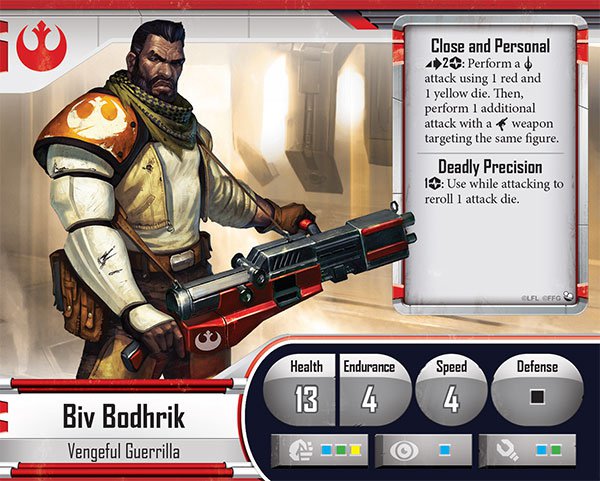 Close and Personal
2: Perform a
attack using 1 red and
1 yellow die. Then,
perform 1 additional
attack with a weapon
targeting the same figure.
Deadly Precision
1: Use while attacking to
reroll 1 attack die.
©LFL ©FFG
Health
Endurance
Speed
Defense
13
4
4
Biv Bodhrik
Vengeful Guerrilla